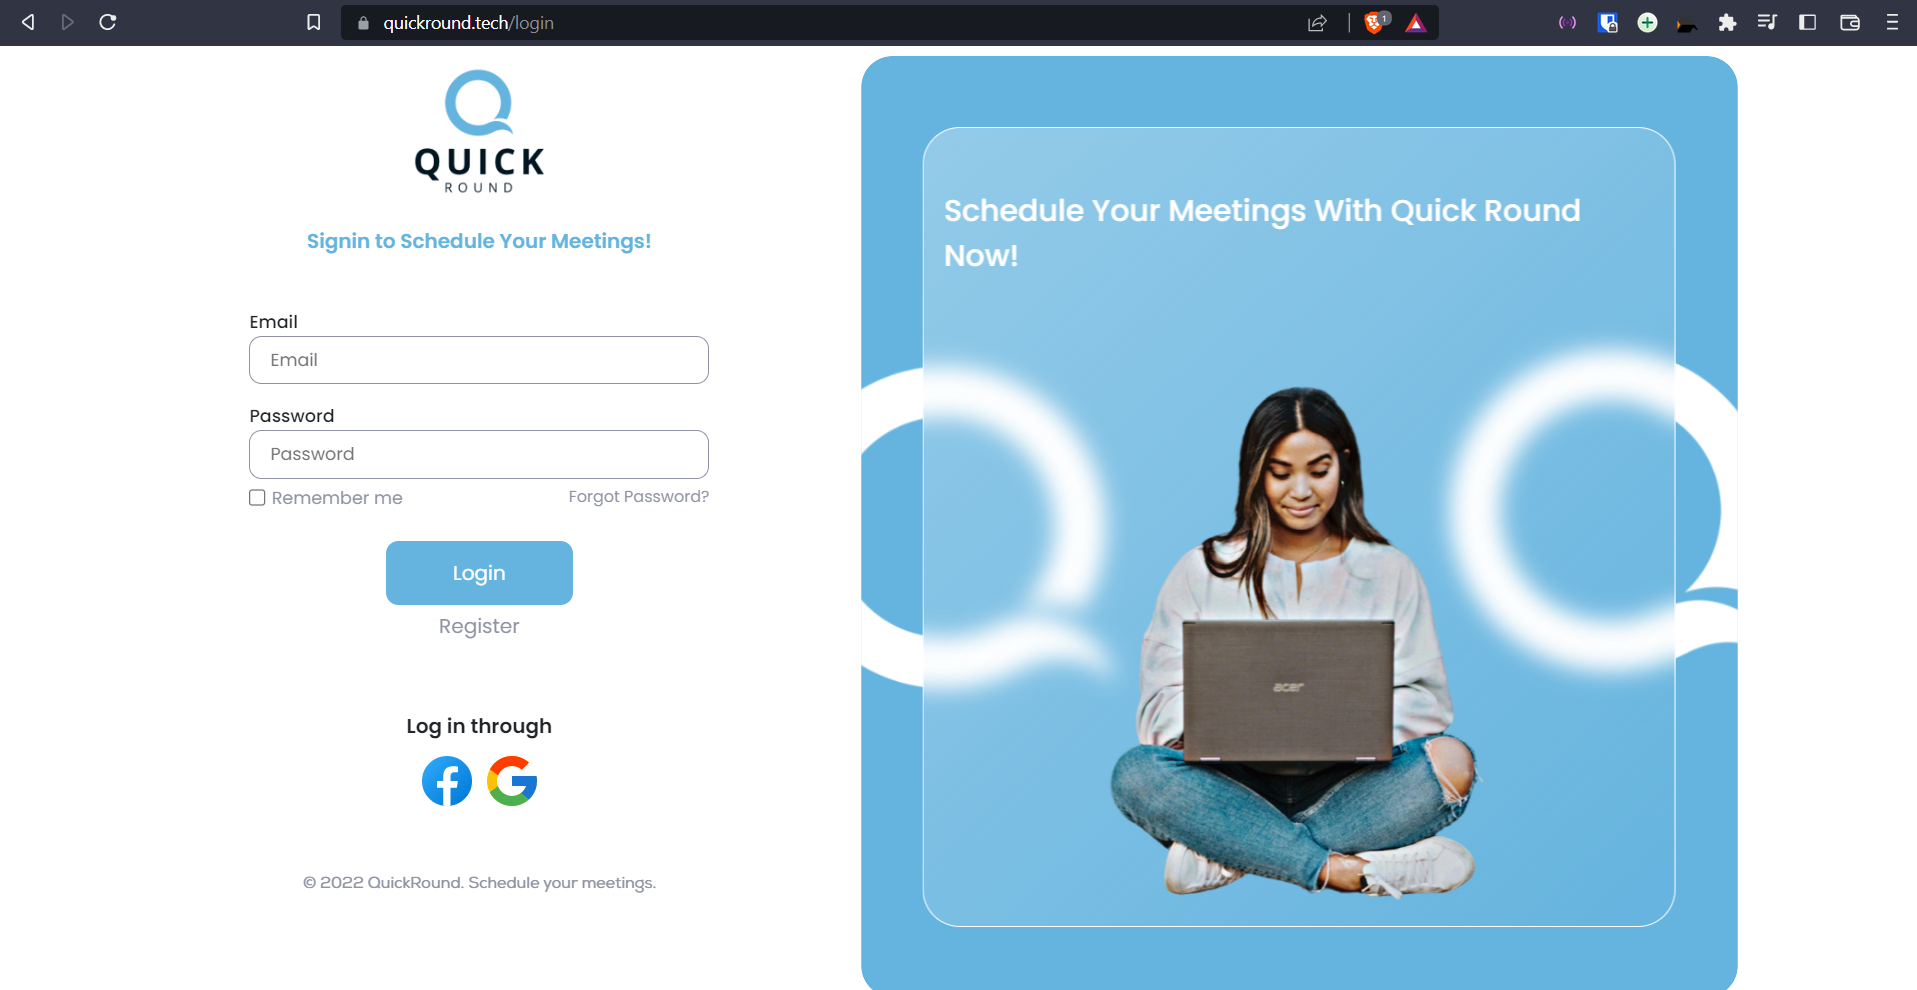 quickround.tech/login
1
QUICK
ROUND
Signin to Schedule Your Meetings!
Email
Email
Password
Password
Remember me
Forgot Password?
Login
Register
Log in through
© 2022 QuickRound. Schedule your meetings.
Schedule Your Meetings With Quick Round
Now!
acer